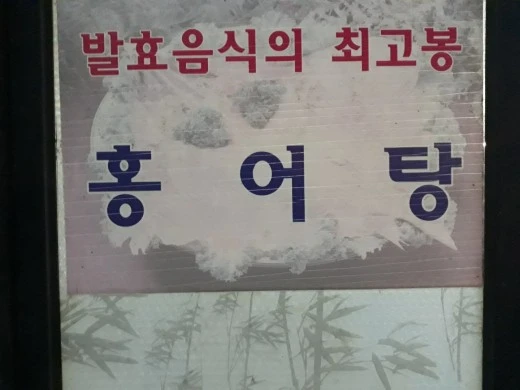 발효음식의 최고봉
홍 어 탕